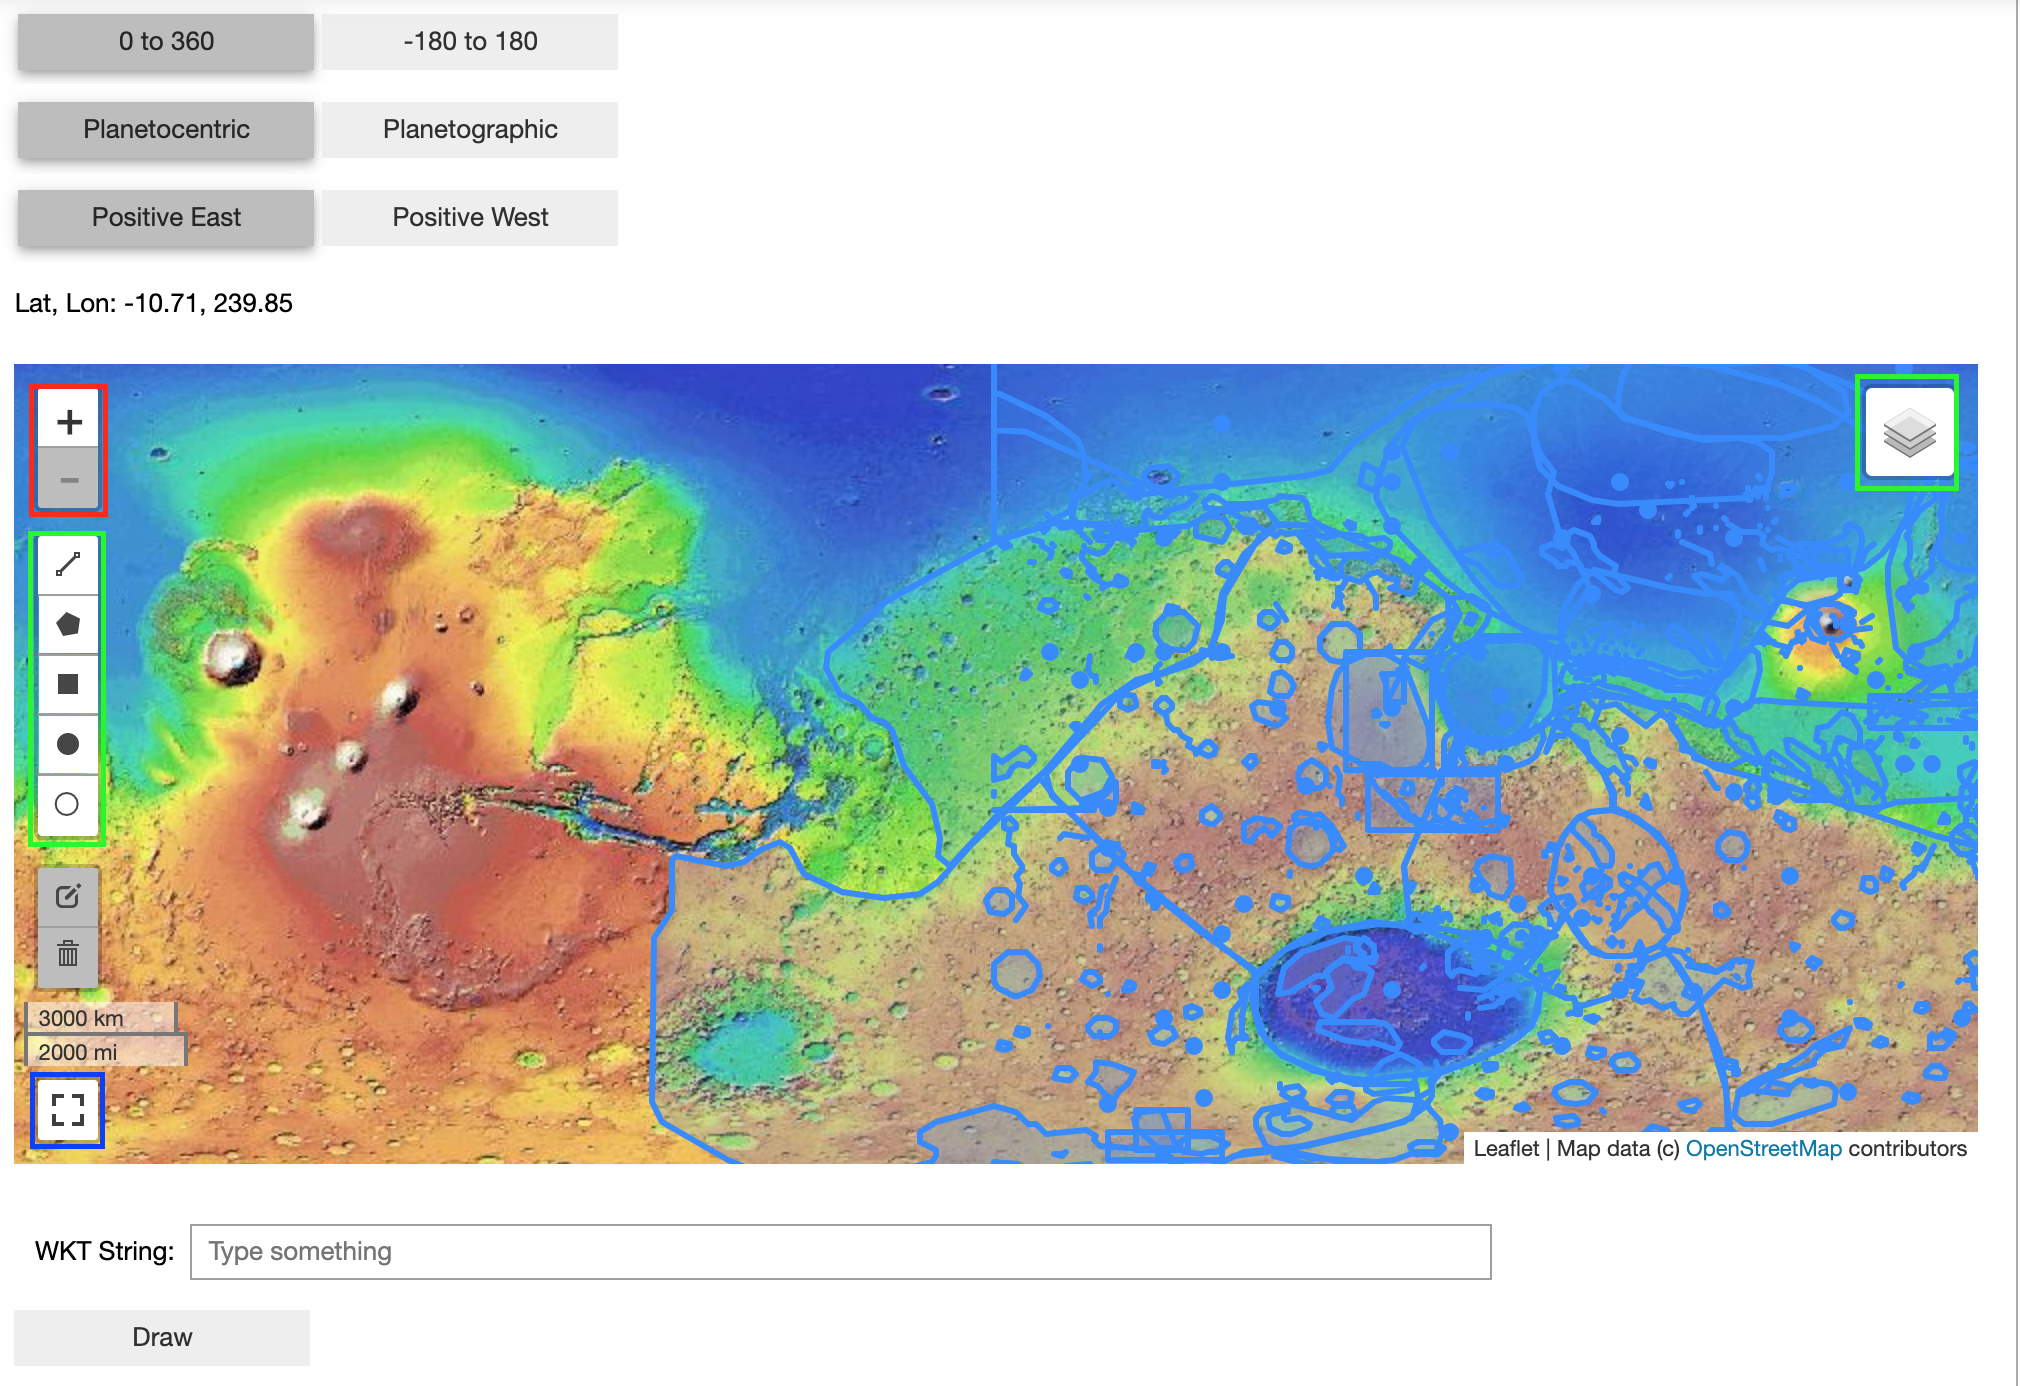 0 to 360 -180 to 180
Planetocentric Planetographic
Positive East Positive West
Lat, Lon: -10.71, 239.85
+
−
3000 km
2000 mi
Leaflet | Map data (c) OpenStreetMap contributors
WKT String: Type something
Draw